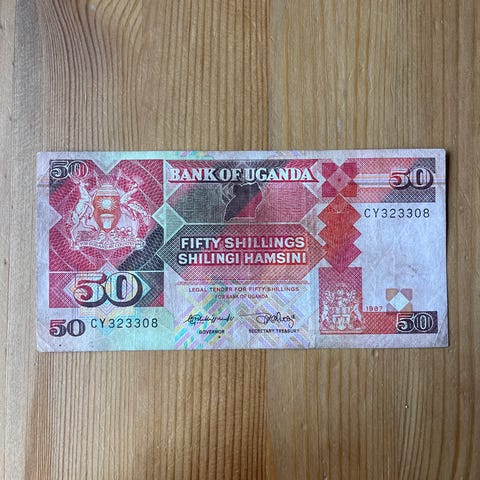 50
BANK OF UGANDA
50
CY323308
FIFTY SHILLINGS
SHILINGI HAMSINI
LEGAL TENDER FOR FIFTY SHILLINGS
FOR BANK OF UGANDA
50
1987
50
CY323308
GOVERNOR
SECRETARY TREASURY
50